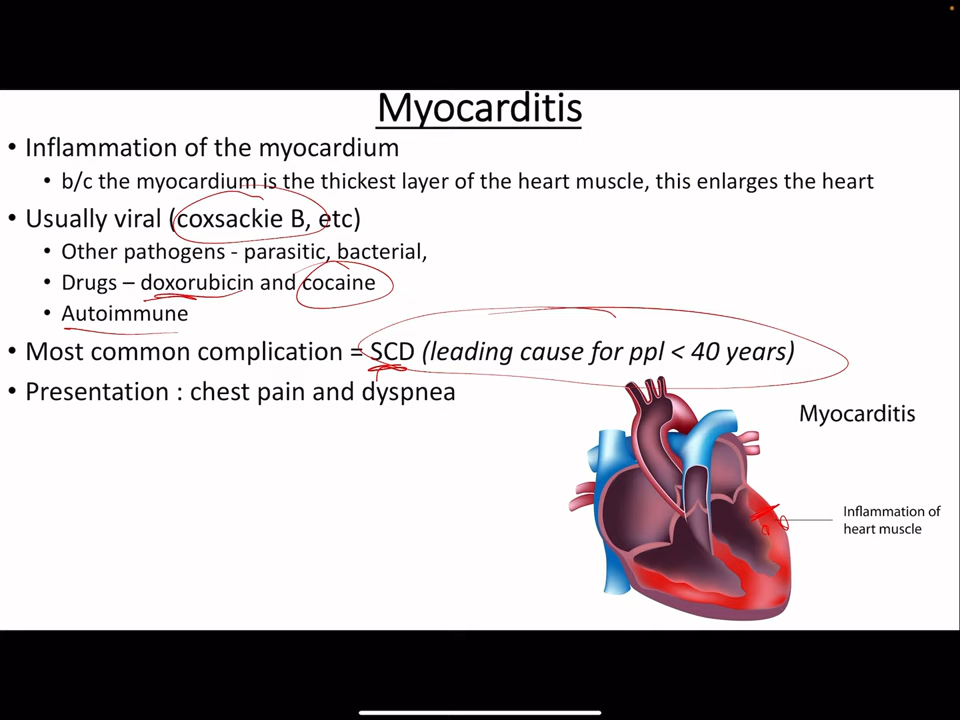 Myocarditis
• Inflammation of the myocardium
• b/c the myocardium is the thickest layer of the heart muscle, this enlarges the heart
• Usually viral (coxsackie B, etc)
• Other pathogens - parasitic, bacterial,
• Drugs – doxorubicin and cocaine
• Autoimmune
• Most common complication = SCD (leading cause for ppl < 40 years)
• Presentation : chest pain and dyspnea
Myocarditis
Inflammation of
heart muscle